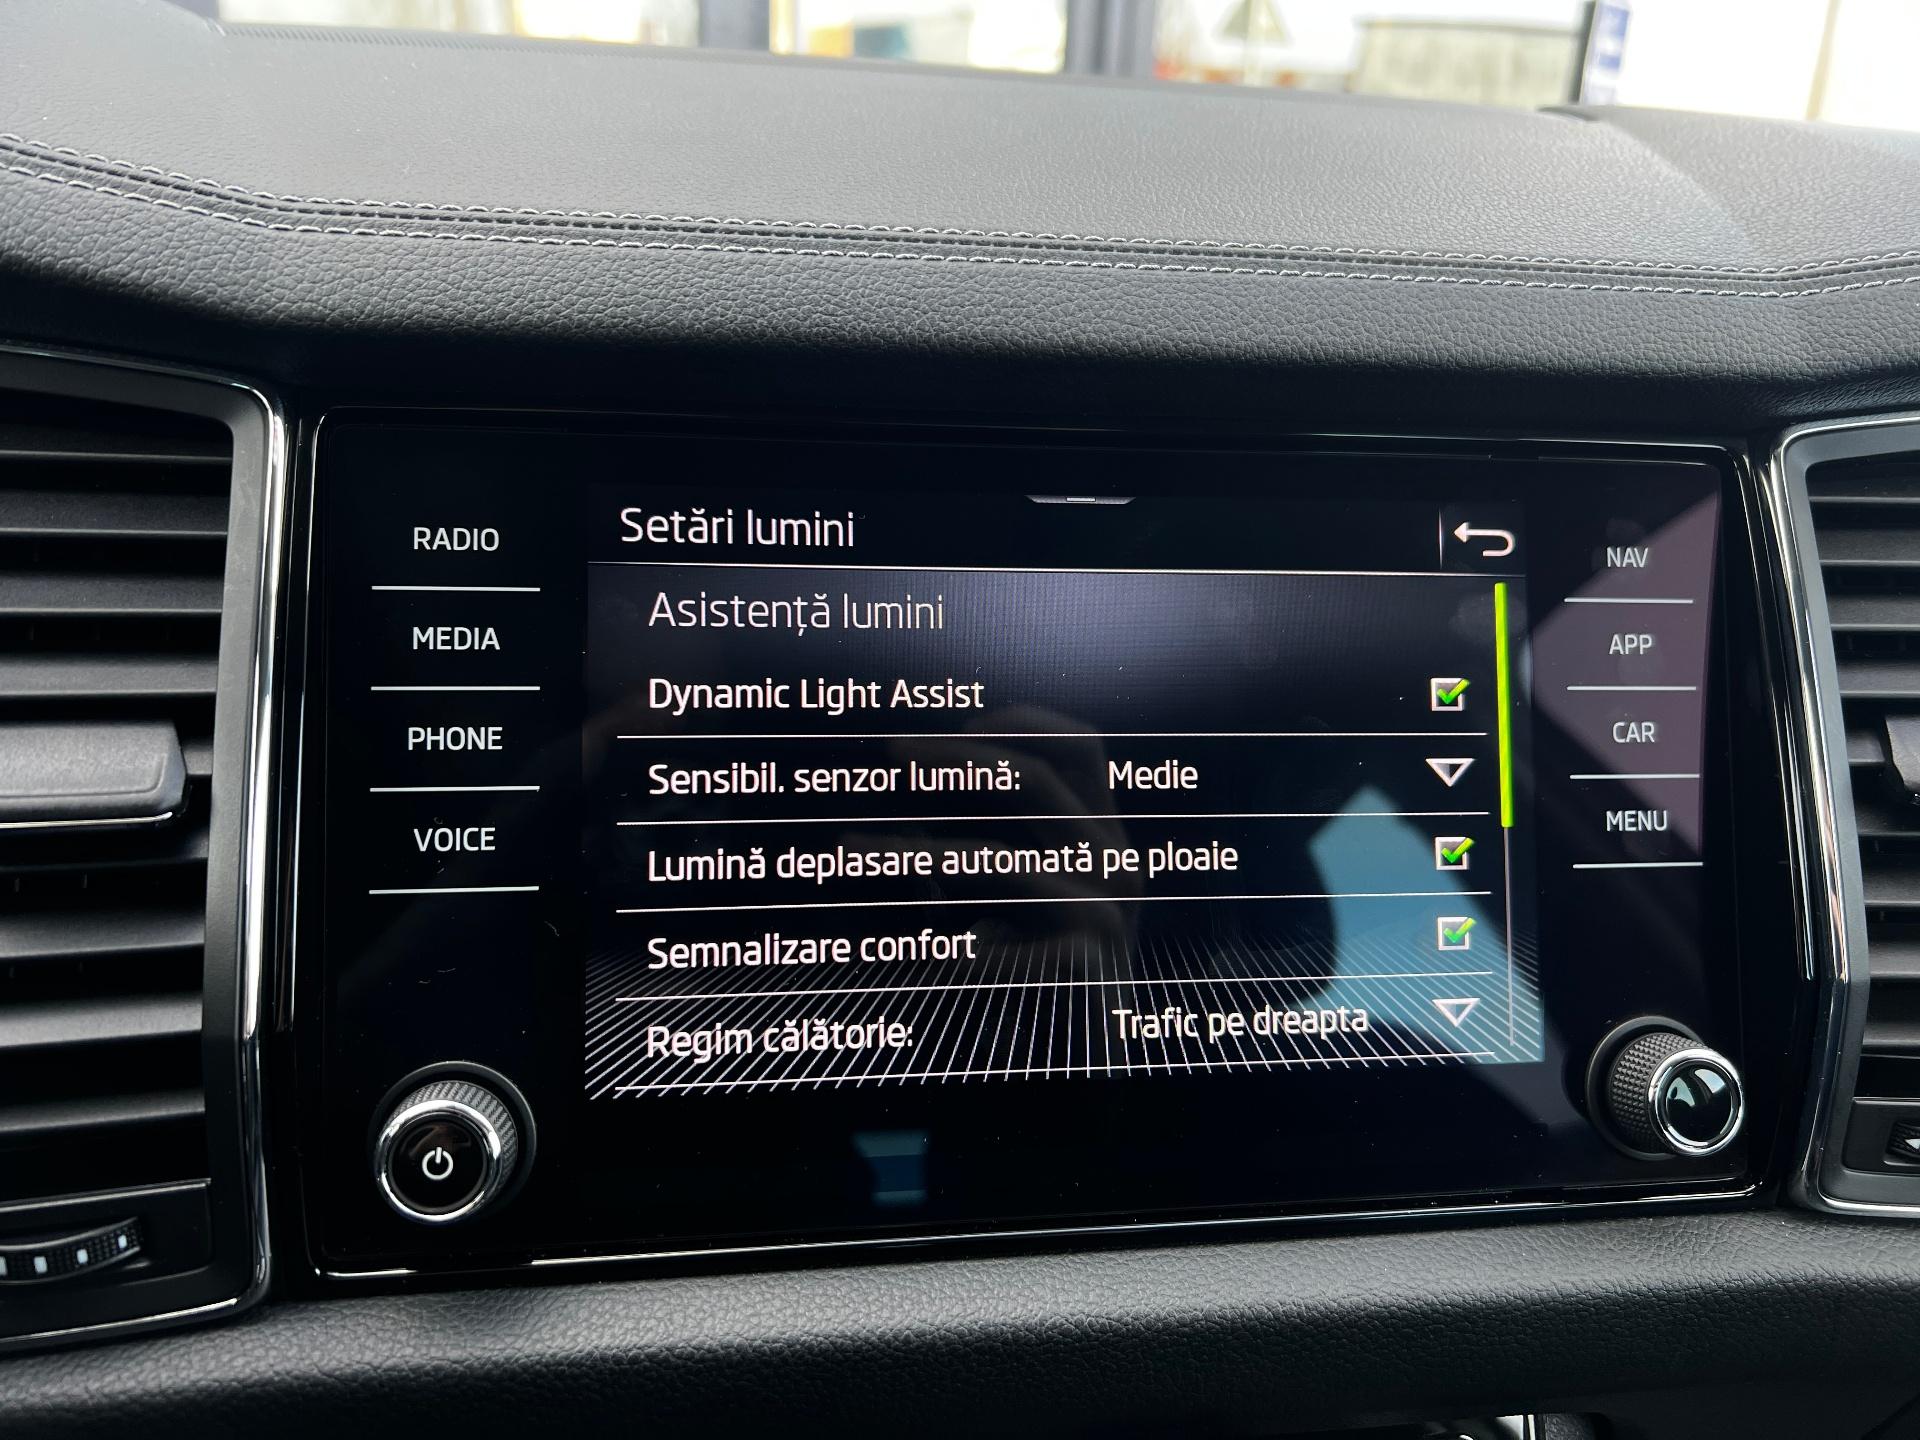 RADIO
MEDIA
PHONE
VOICE
Setări lumini
Asistență lumini
Dynamic Light Assist
Sensibil. senzor lumină: Medie
Lumină deplasare automată pe ploaie
Semnalizare confort
Regim călătorie: Trafic pe dreapta
NAV
APP
CAR
MENU